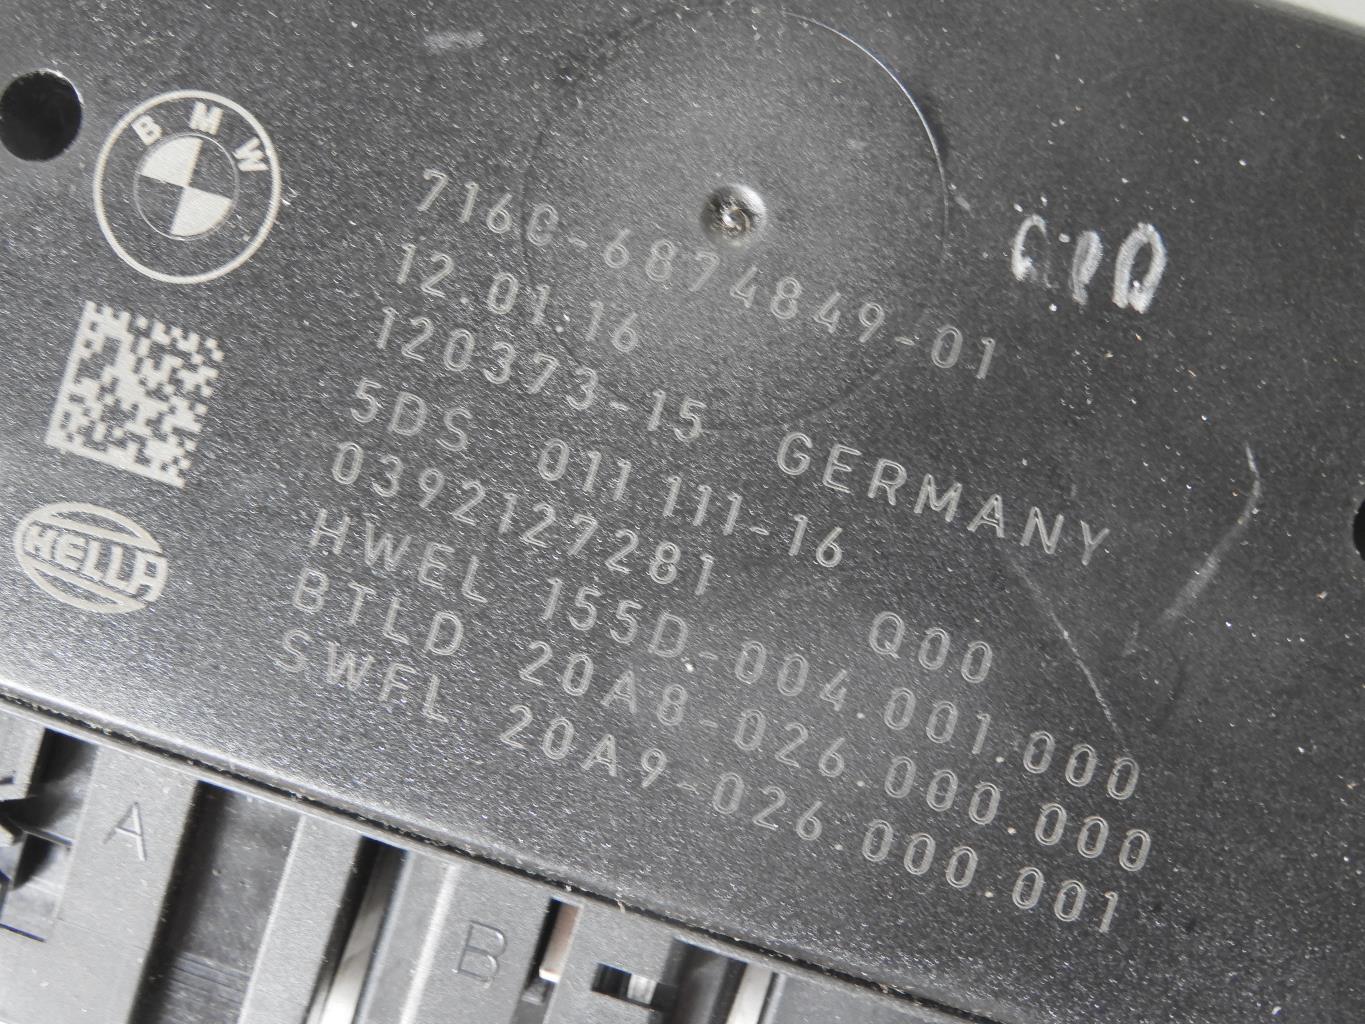 BMW
716C-6874849-01
12.01.16
120373-15 GERMANY
5DS 011 111-16
0392127281 Q00
HWEL 155D-004.001.000
BTLD 20A8-026.000.000
SWFL 20A9-026.000.001
HELLA
A
B